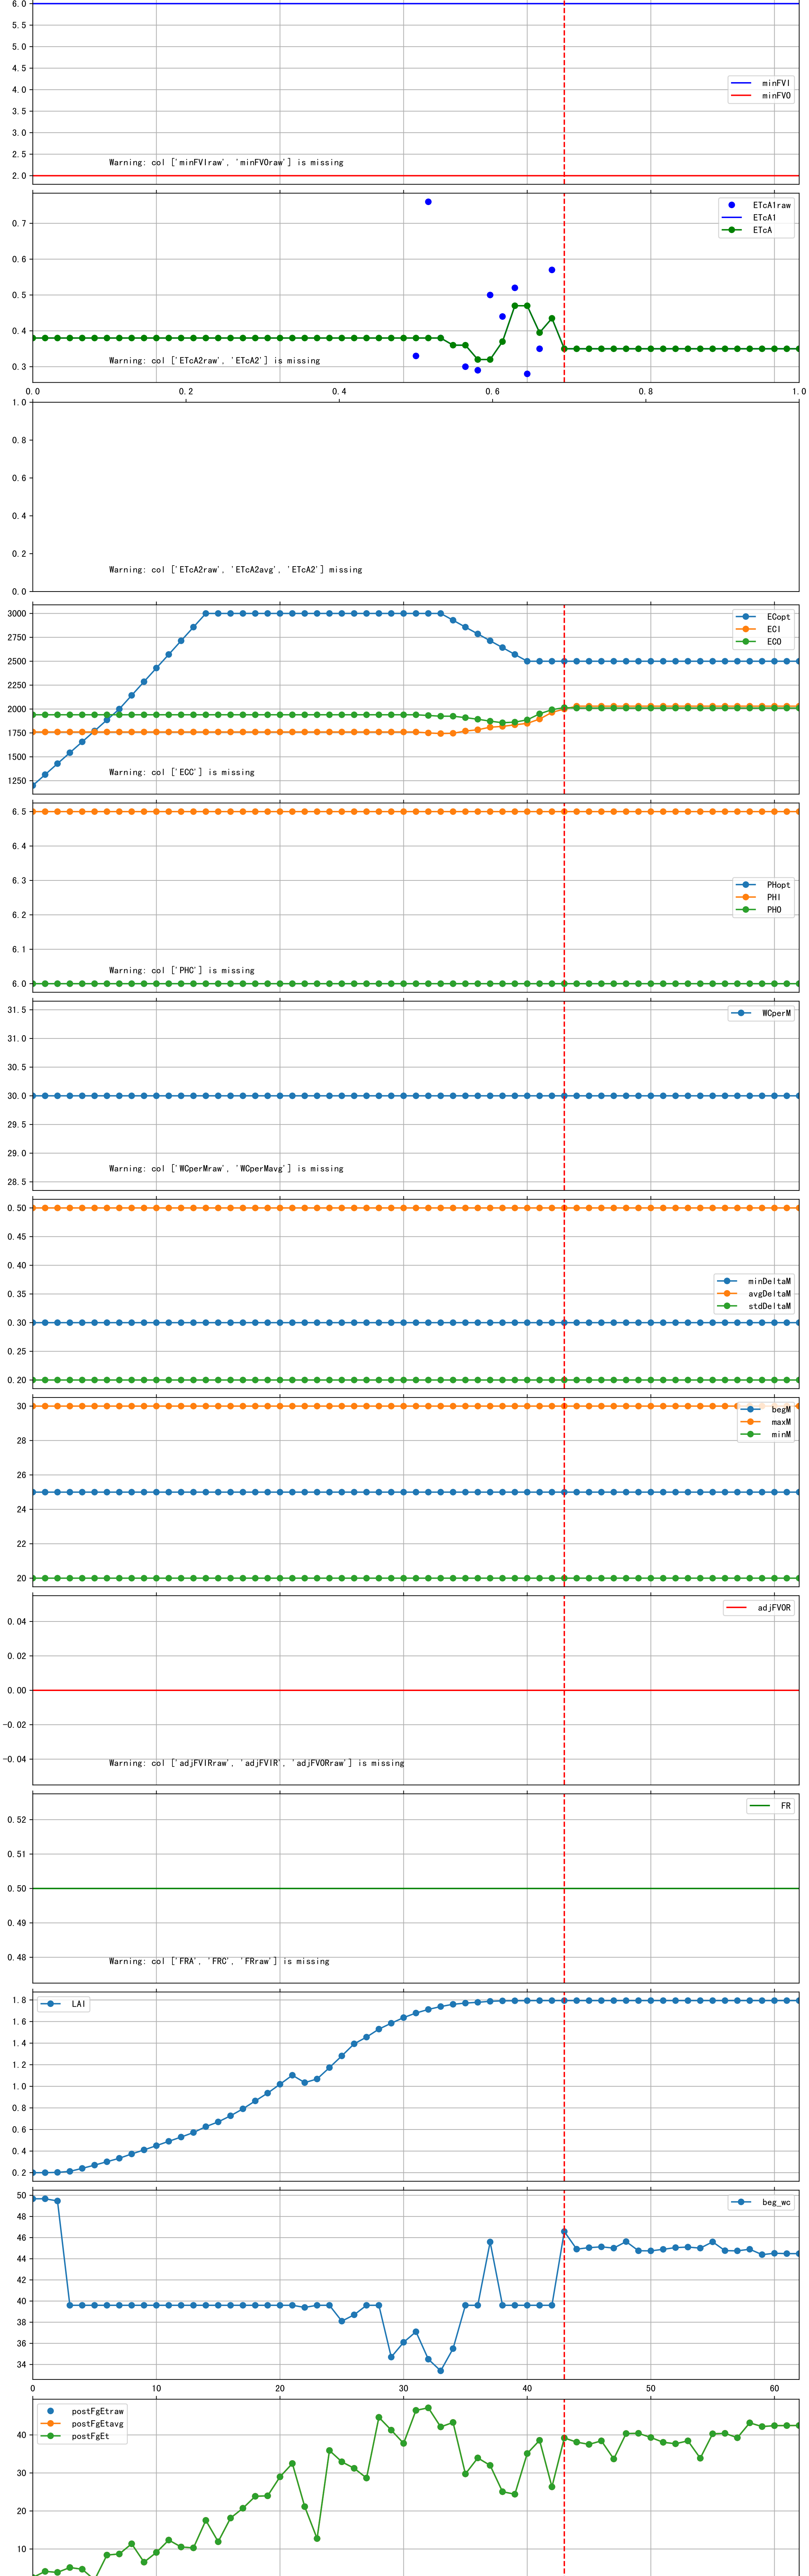 6.0
5.5
5.0
4.5
4.0
3.5
3.0
2.5
2.0
minFVI
minFVO
Warning: col ['minFVIraw', 'minFVOraw'] is missing
0.7
0.6
0.5
0.4
0.3
ETcA1raw
ETcA1
ETcA
Warning: col ['ETcA2raw', 'ETcA2'] is missing
0.0 0.2 0.4 0.6 0.8 1.0
1.0
0.8
0.6
0.4
0.2
0.0
Warning: col ['ETcA2raw', 'ETcA2avg', 'ETcA2'] missing
3000
2750
2500
2250
2000
1750
1500
1250
ECopt
ECI
ECO
Warning: col ['ECC'] is missing
6.5
6.4
6.3
6.2
6.1
6.0
PHopt
PHI
PHO
Warning: col ['PHC'] is missing
31.5
31.0
30.5
30.0
29.5
29.0
28.5
WCperM
Warning: col ['WCperMraw', 'WCperMavg'] is missing
0.50
0.45
0.40
0.35
0.30
0.25
0.20
minDeltaM
avgDeltaM
stdDeltaM
30
28
26
24
22
20
begM
maxM
minM
0.04
0.02
0.00
−0.02
−0.04
adjFVOR
Warning: col ['adjFVIRraw', 'adjFVIR', 'adjFVORraw'] is missing
0.52
0.51
0.50
0.49
0.48
FR
Warning: col ['FRA', 'FRC', 'FRraw'] is missing
1.8
1.6
1.4
1.2
1.0
0.8
0.6
0.4
0.2
LAI
50
48
46
44
42
40
38
36
34
beg_wc
0 10 20 30 40 50 60
40
30
20
10
postFgEtraw
postFgEtavg
postFgEt